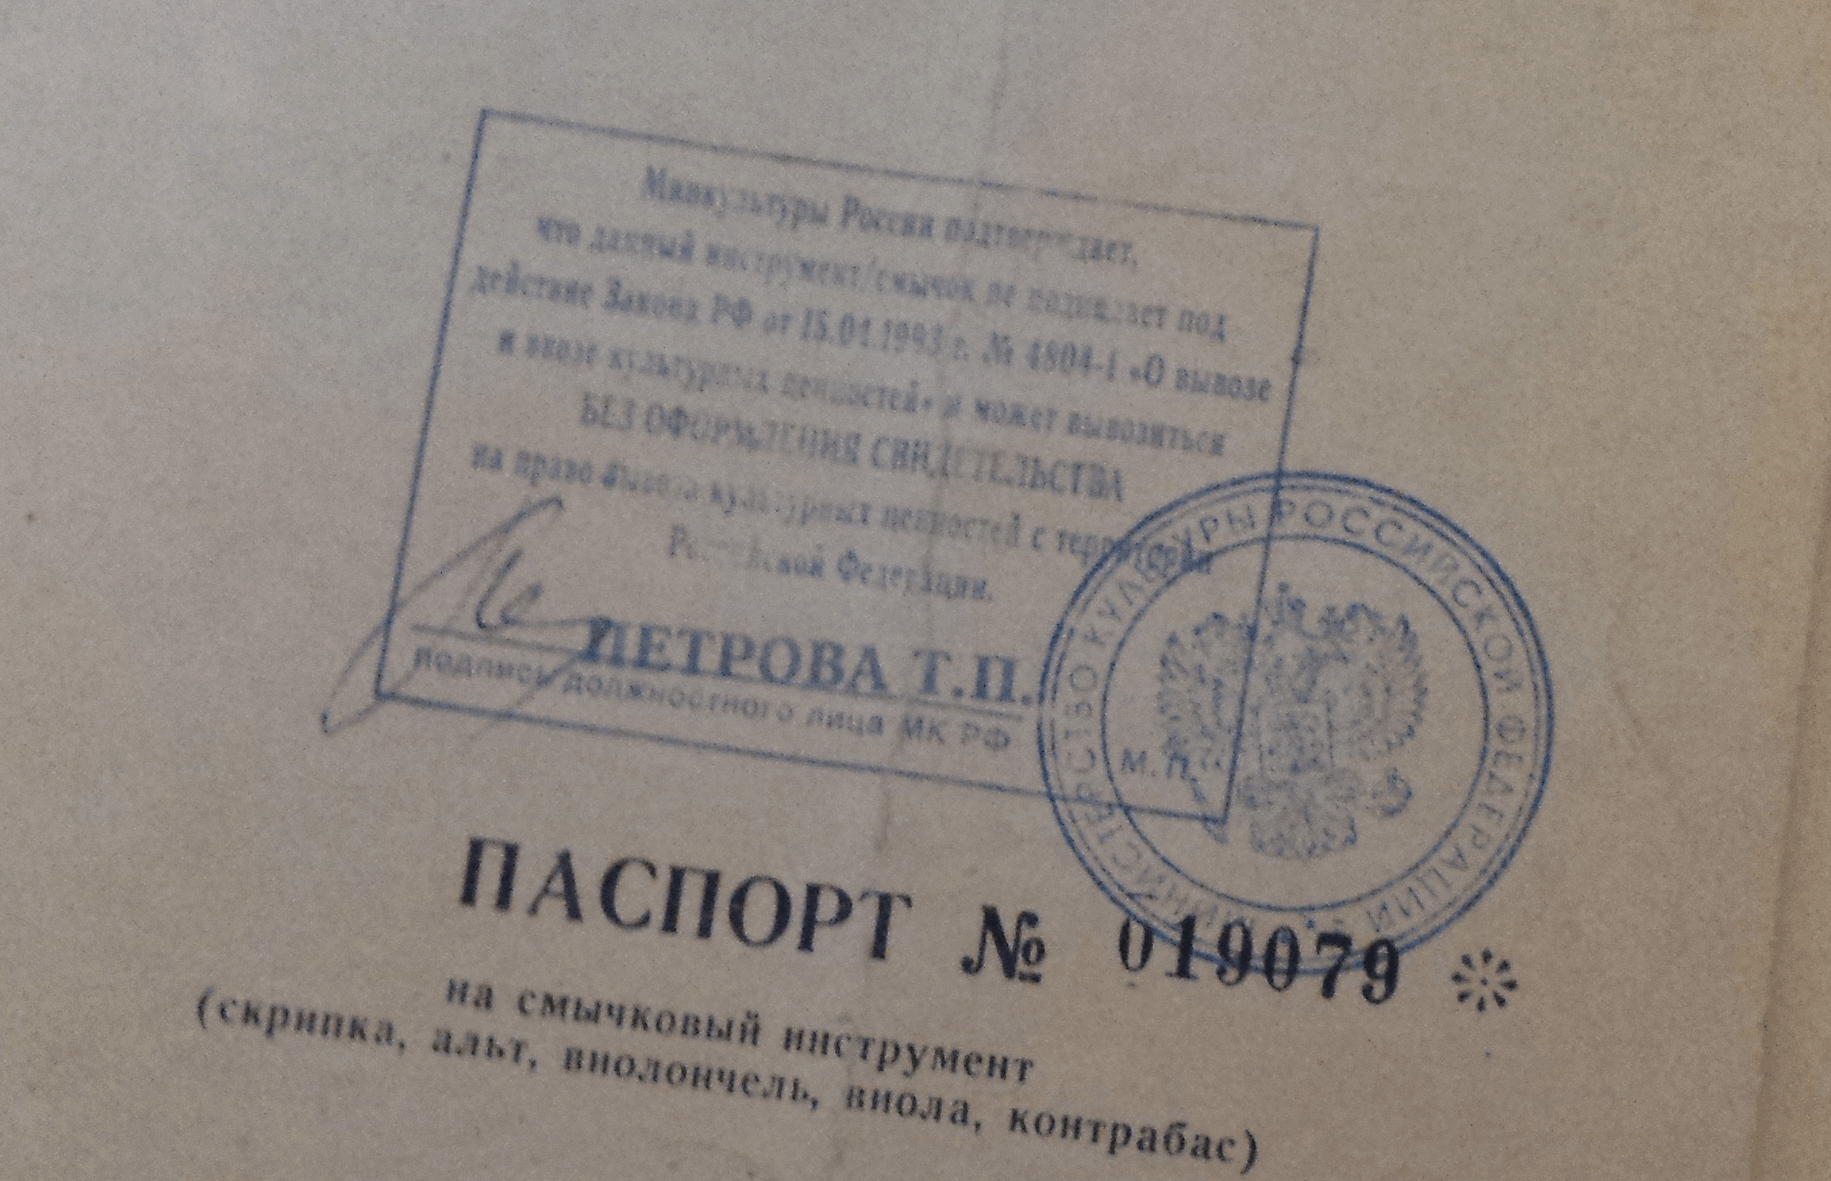 Минкультуры России подтверждает,
что данный инструмент/смычок не подпадает под
действие Закона РФ от 15.04.1993 г. № 4804-1 «О вывозе
и ввозе культурных ценностей» и может вывозиться
БЕЗ ОФОРМЛЕНИЯ СВИДЕТЕЛЬСТВА
на право вывоза культурных ценностей с территории
Российской Федерации.
ПЕТРОВА Т.П.
подпись должностного лица МК РФ
М.П.
МИНИСТЕРСТВО КУЛЬТУРЫ РОССИЙСКОЙ ФЕДЕРАЦИИ
ПАСПОРТ № 019079
на смычковый инструмент
(скрипка, альт, виолончель, виола, контрабас)